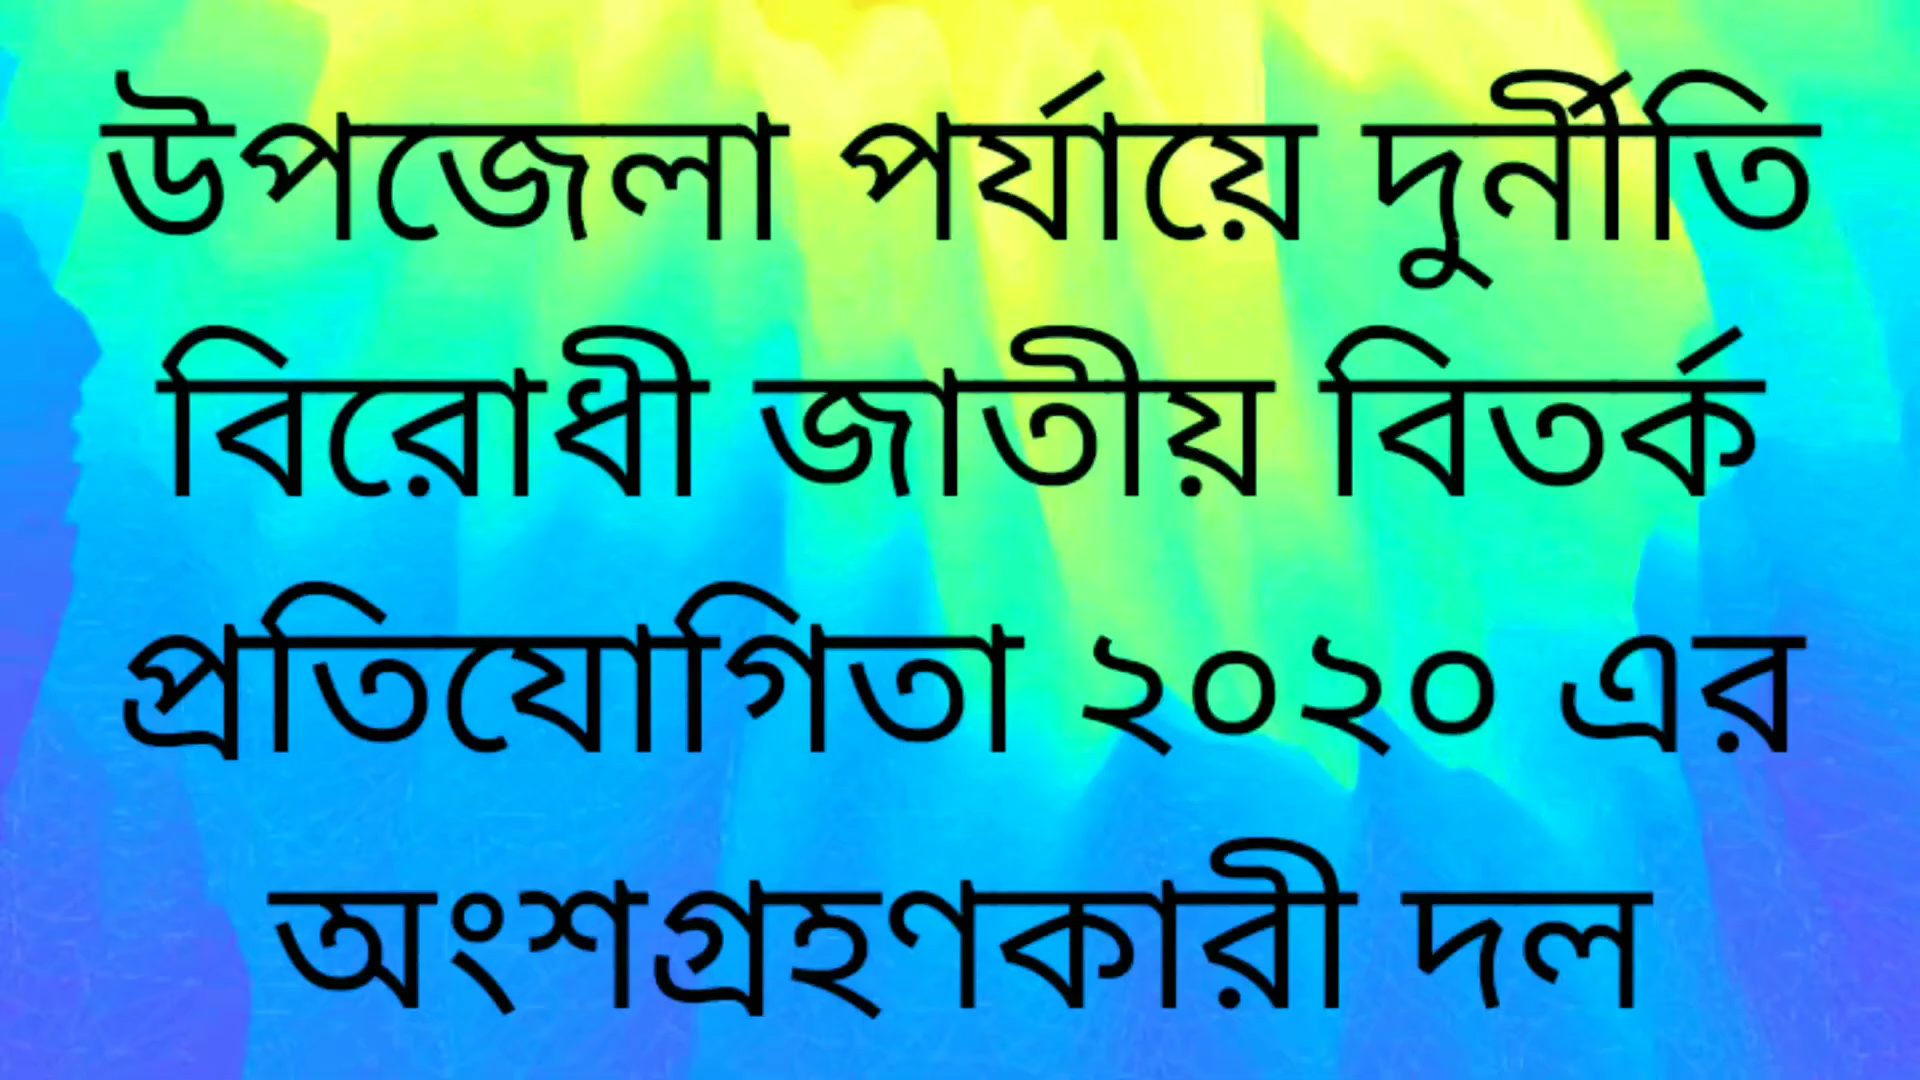 উপজেলা পর্যায়ে দুর্নীতি
বিরোধী জাতীয় বিতর্ক
প্রতিযোগিতা ২০২০ এর
অংশগ্রহণকারী দল